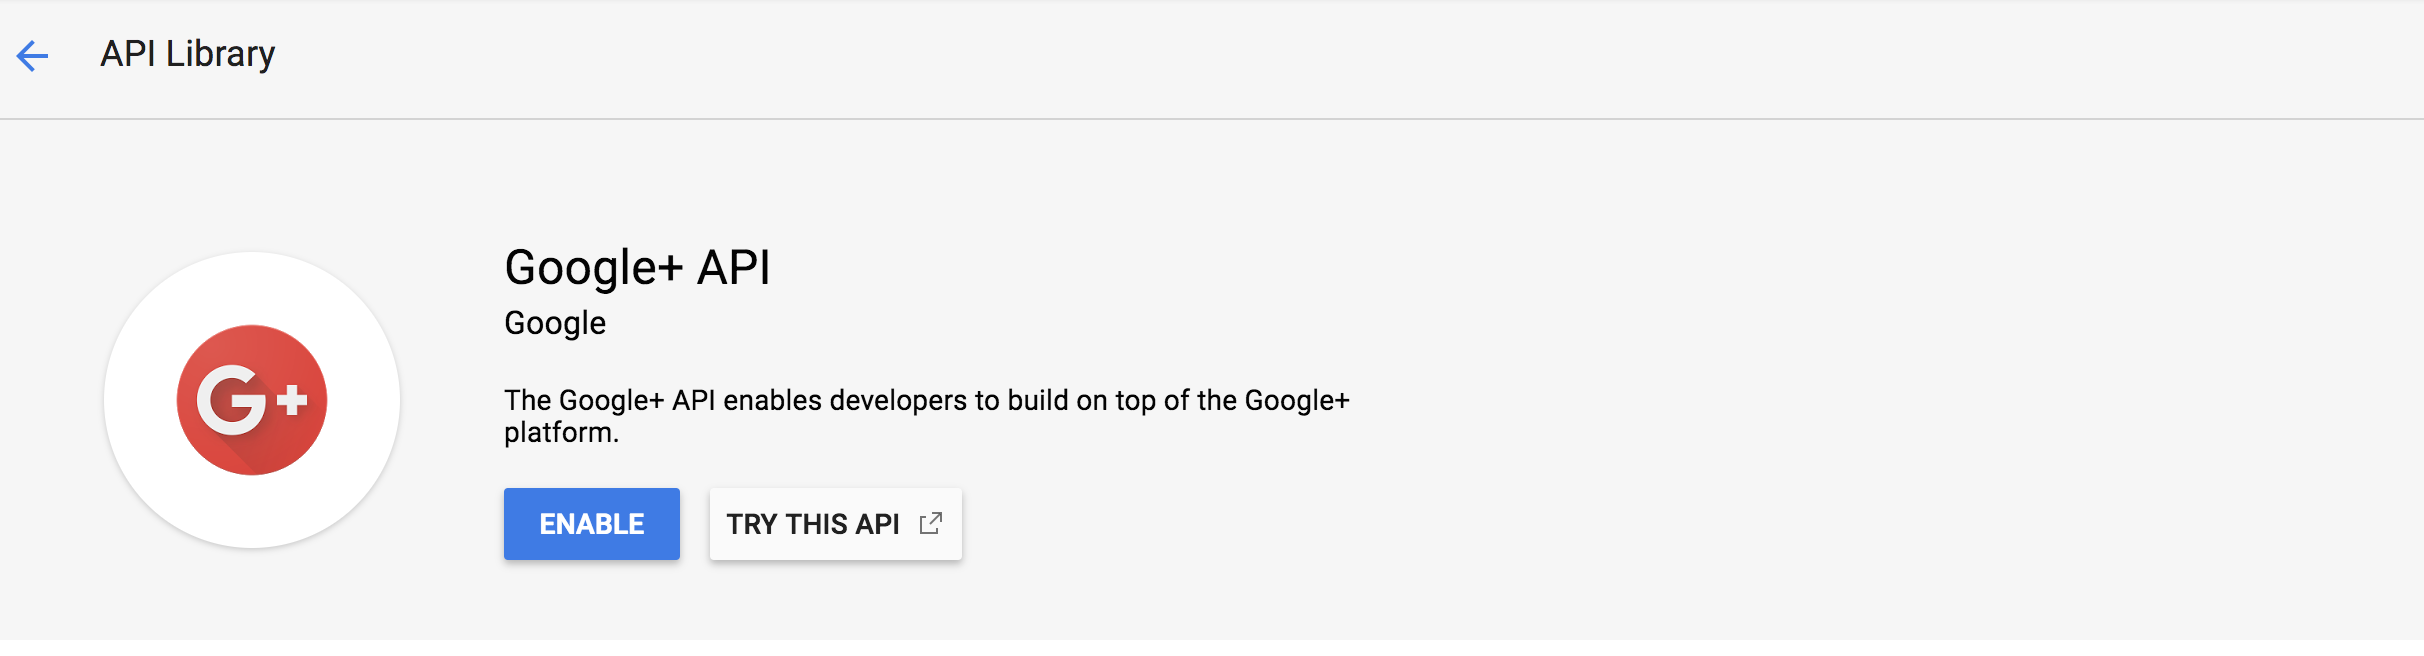 API Library
G+
Google+ API
Google
The Google+ API enables developers to build on top of the Google+
platform.
ENABLE
TRY THIS API